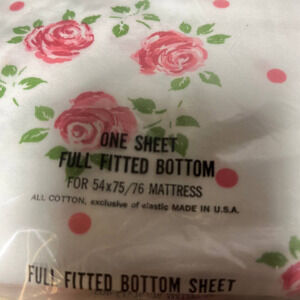 ONE SHEET
FULL FITTED BOTTOM
FOR 54x75/76 MATTRESS
ALL COTTON, exclusive of elastic MADE IN U.S.A.
FULL FITTED BOTTOM SHEET